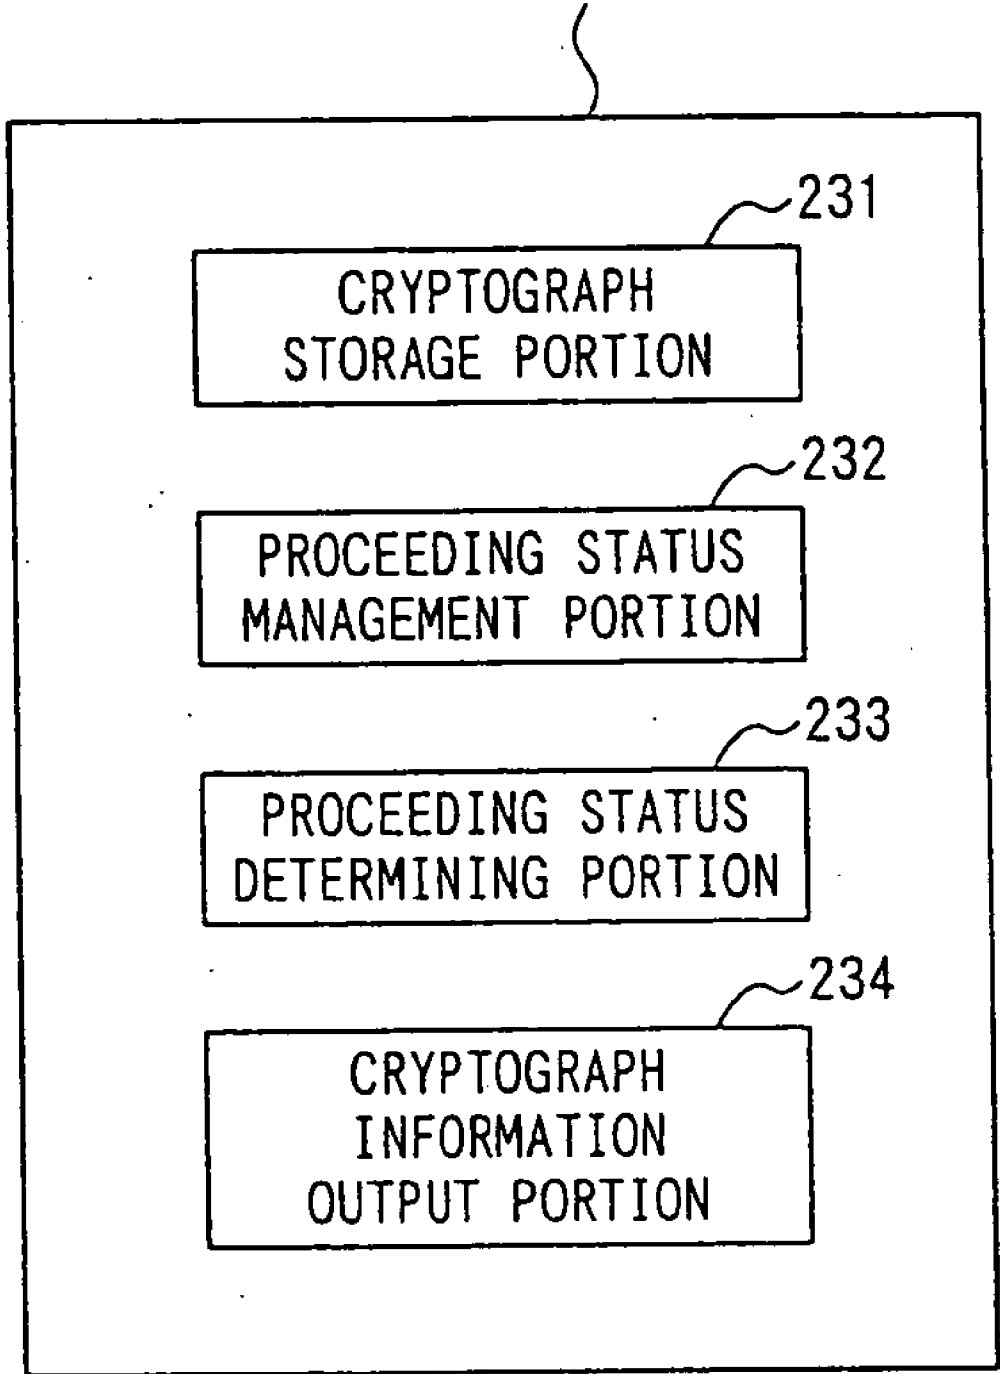 231
CRYPTOGRAPH
STORAGE PORTION
232
PROCEEDING STATUS
MANAGEMENT PORTION
233
PROCEEDING STATUS
DETERMINING PORTION
234
CRYPTOGRAPH
INFORMATION
OUTPUT PORTION